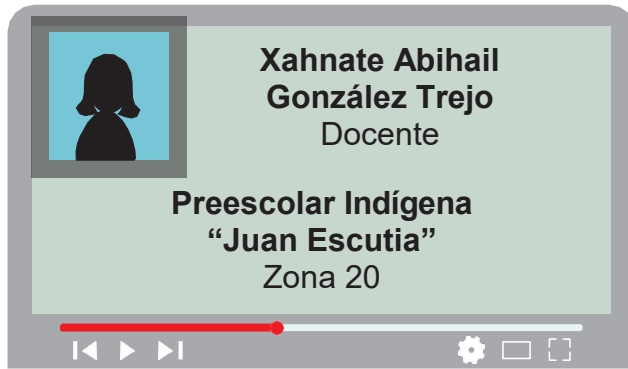 Xahnate Abihail
González Trejo
Docente
Preescolar Indígena
“Juan Escutia”
Zona 20